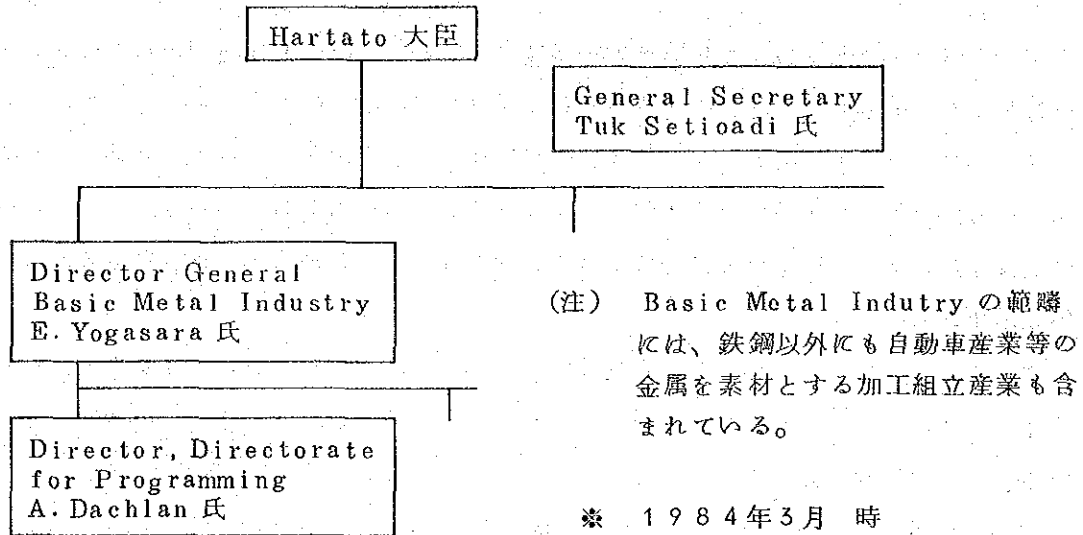 Hartato 大臣
General Secretary
Tuk Setioadi 氏
Director General
Basic Metal Industry
E. Yogasara 氏
(注) Basic Metal Indutry の範疇
には、鉄鋼以外にも自動車産業等の
金属を素材とする加工組立産業も含
まれている。
Director, Directorate
for Programming
A. Dachlan 氏
※ 1984年3月 時